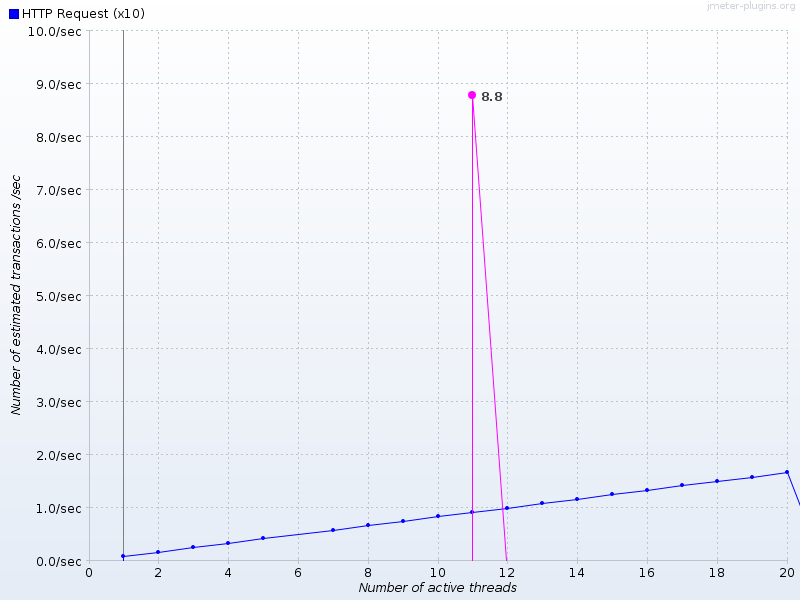 jmeter-plugins.org
HTTP Request (x10)
10.0/sec
9.0/sec
8.8
8.0/sec
7.0/sec
6.0/sec
5.0/sec
4.0/sec
3.0/sec
2.0/sec
1.0/sec
0.0/sec
Number of estimated transactions /sec
0 2 4 6 8 10 12 14 16 18 20
Number of active threads